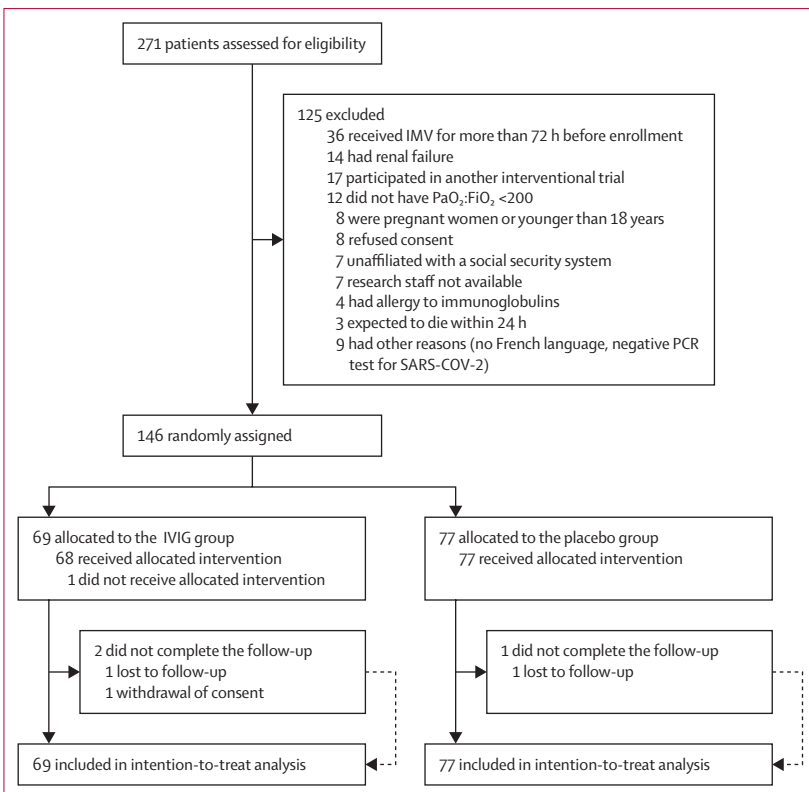 271 patients assessed for eligibility
125 excluded
36 received IMV for more than 72 h before enrollment
14 had renal failure
17 participated in another interventional trial
12 did not have PaO₂:FiO₂ <200
8 were pregnant women or younger than 18 years
8 refused consent
7 unaffiliated with a social security system
7 research staff not available
4 had allergy to immunoglobulins
3 expected to die within 24 h
9 had other reasons (no French language, negative PCR
test for SARS-COV-2)
146 randomly assigned
69 allocated to the IVIG group
68 received allocated intervention
1 did not receive allocated intervention
77 allocated to the placebo group
77 received allocated intervention
2 did not complete the follow-up
1 lost to follow-up
1 withdrawal of consent
1 did not complete the follow-up
1 lost to follow-up
69 included in intention-to-treat analysis
77 included in intention-to-treat analysis